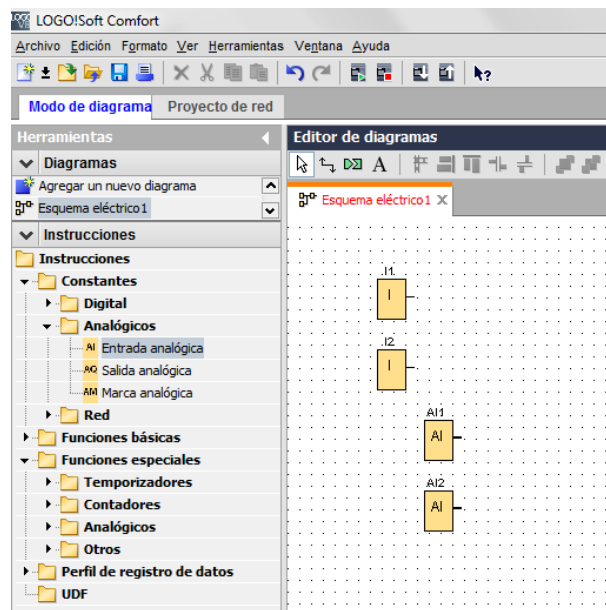 LOGO!Soft Comfort
Archivo Edición Formato Ver Herramientas Ventana Ayuda
Modo de diagrama Proyecto de red
Herramientas
Diagramas
Agregar un nuevo diagrama
Esquema eléctrico1
Instrucciones
Instrucciones
Constantes
Digital
Analógicos
AI Entrada analógica
AQ Salida analógica
AM Marca analógica
Red
Funciones básicas
Funciones especiales
Temporizadores
Contadores
Analógicos
Otros
Perfil de registro de datos
UDF
Editor de diagramas
A
Esquema eléctrico1 X
I1
I
I2
I
AI1
AI
AI2
AI